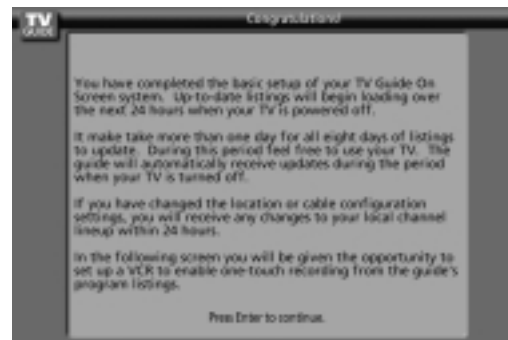 TV
GUIDE
Congratulations!
You have completed the basic setup of your TV Guide On
Screen system. Up-to-date listings will begin loading over
the next 24 hours when your TV is powered off.
It make take more than one day for all eight days of listings
to update. During this period feel free to use your TV. The
guide will automatically receive updates during the period
when your TV is turned off.
If you have changed the location or cable configuration
settings, you will receive any changes to your local channel
lineup within 24 hours.
In the following screen you will be given the opportunity to
set up a VCR to enable one-touch recording from the guide's
program listings.
Press Enter to continue.